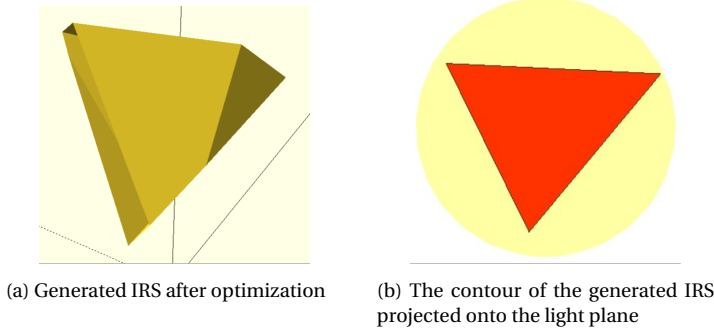 (a) Generated IRS after optimization
(b) The contour of the generated IRS
projected onto the light plane